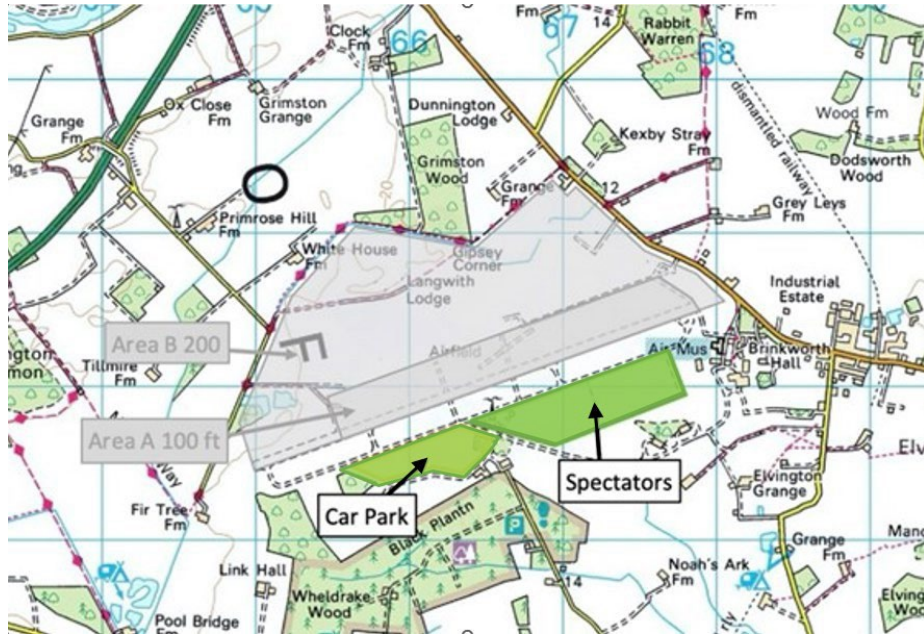 Fm
67
14
Rabbit
Warren
Fm
Clock
Fm
66
68
Ox Close
Fm
Grimston
Grange
Dunnington
Lodge
Wood Fm
Grange
Fm
Kexby Stray
Fm
dismantled railway
Dodsworth
Wood
Grimston
Wood
20
Grange
Fm
12
Grey Leys
Fm
Primrose Hill
Fm
White House
Fm
Gipsey
Corner
Langwith
Lodge
Industrial
Estate
Area B 200
Airfield
Air Mus
Brinkworth
Hall
Tillmire
Fm
Area A 100 ft
Way
Spectators
Elvington
Grange
Fir Tree
Fm
Car Park
Black Plantn
P
Grange
Fm
Link Hall
Noah's Ark
Fm
14
Wheldrake
Wood
Pool Bridge
Fm